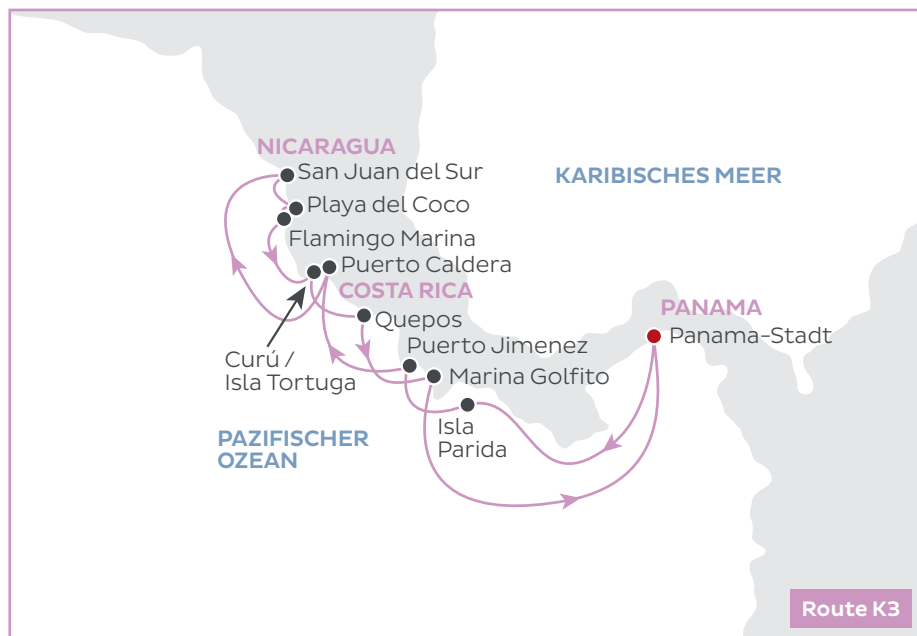 NICARAGUA
San Juan del Sur
KARIBISCHES MEER
Playa del Coco
Flamingo Marina
Puerto Caldera
COSTA RICA
PANAMA
Quepos
Panama-Stadt
Puerto Jimenez
Curú /
Isla Tortuga
Marina Golfito
Isla
Parida
PAZIFISCHER
OZEAN
Route K3